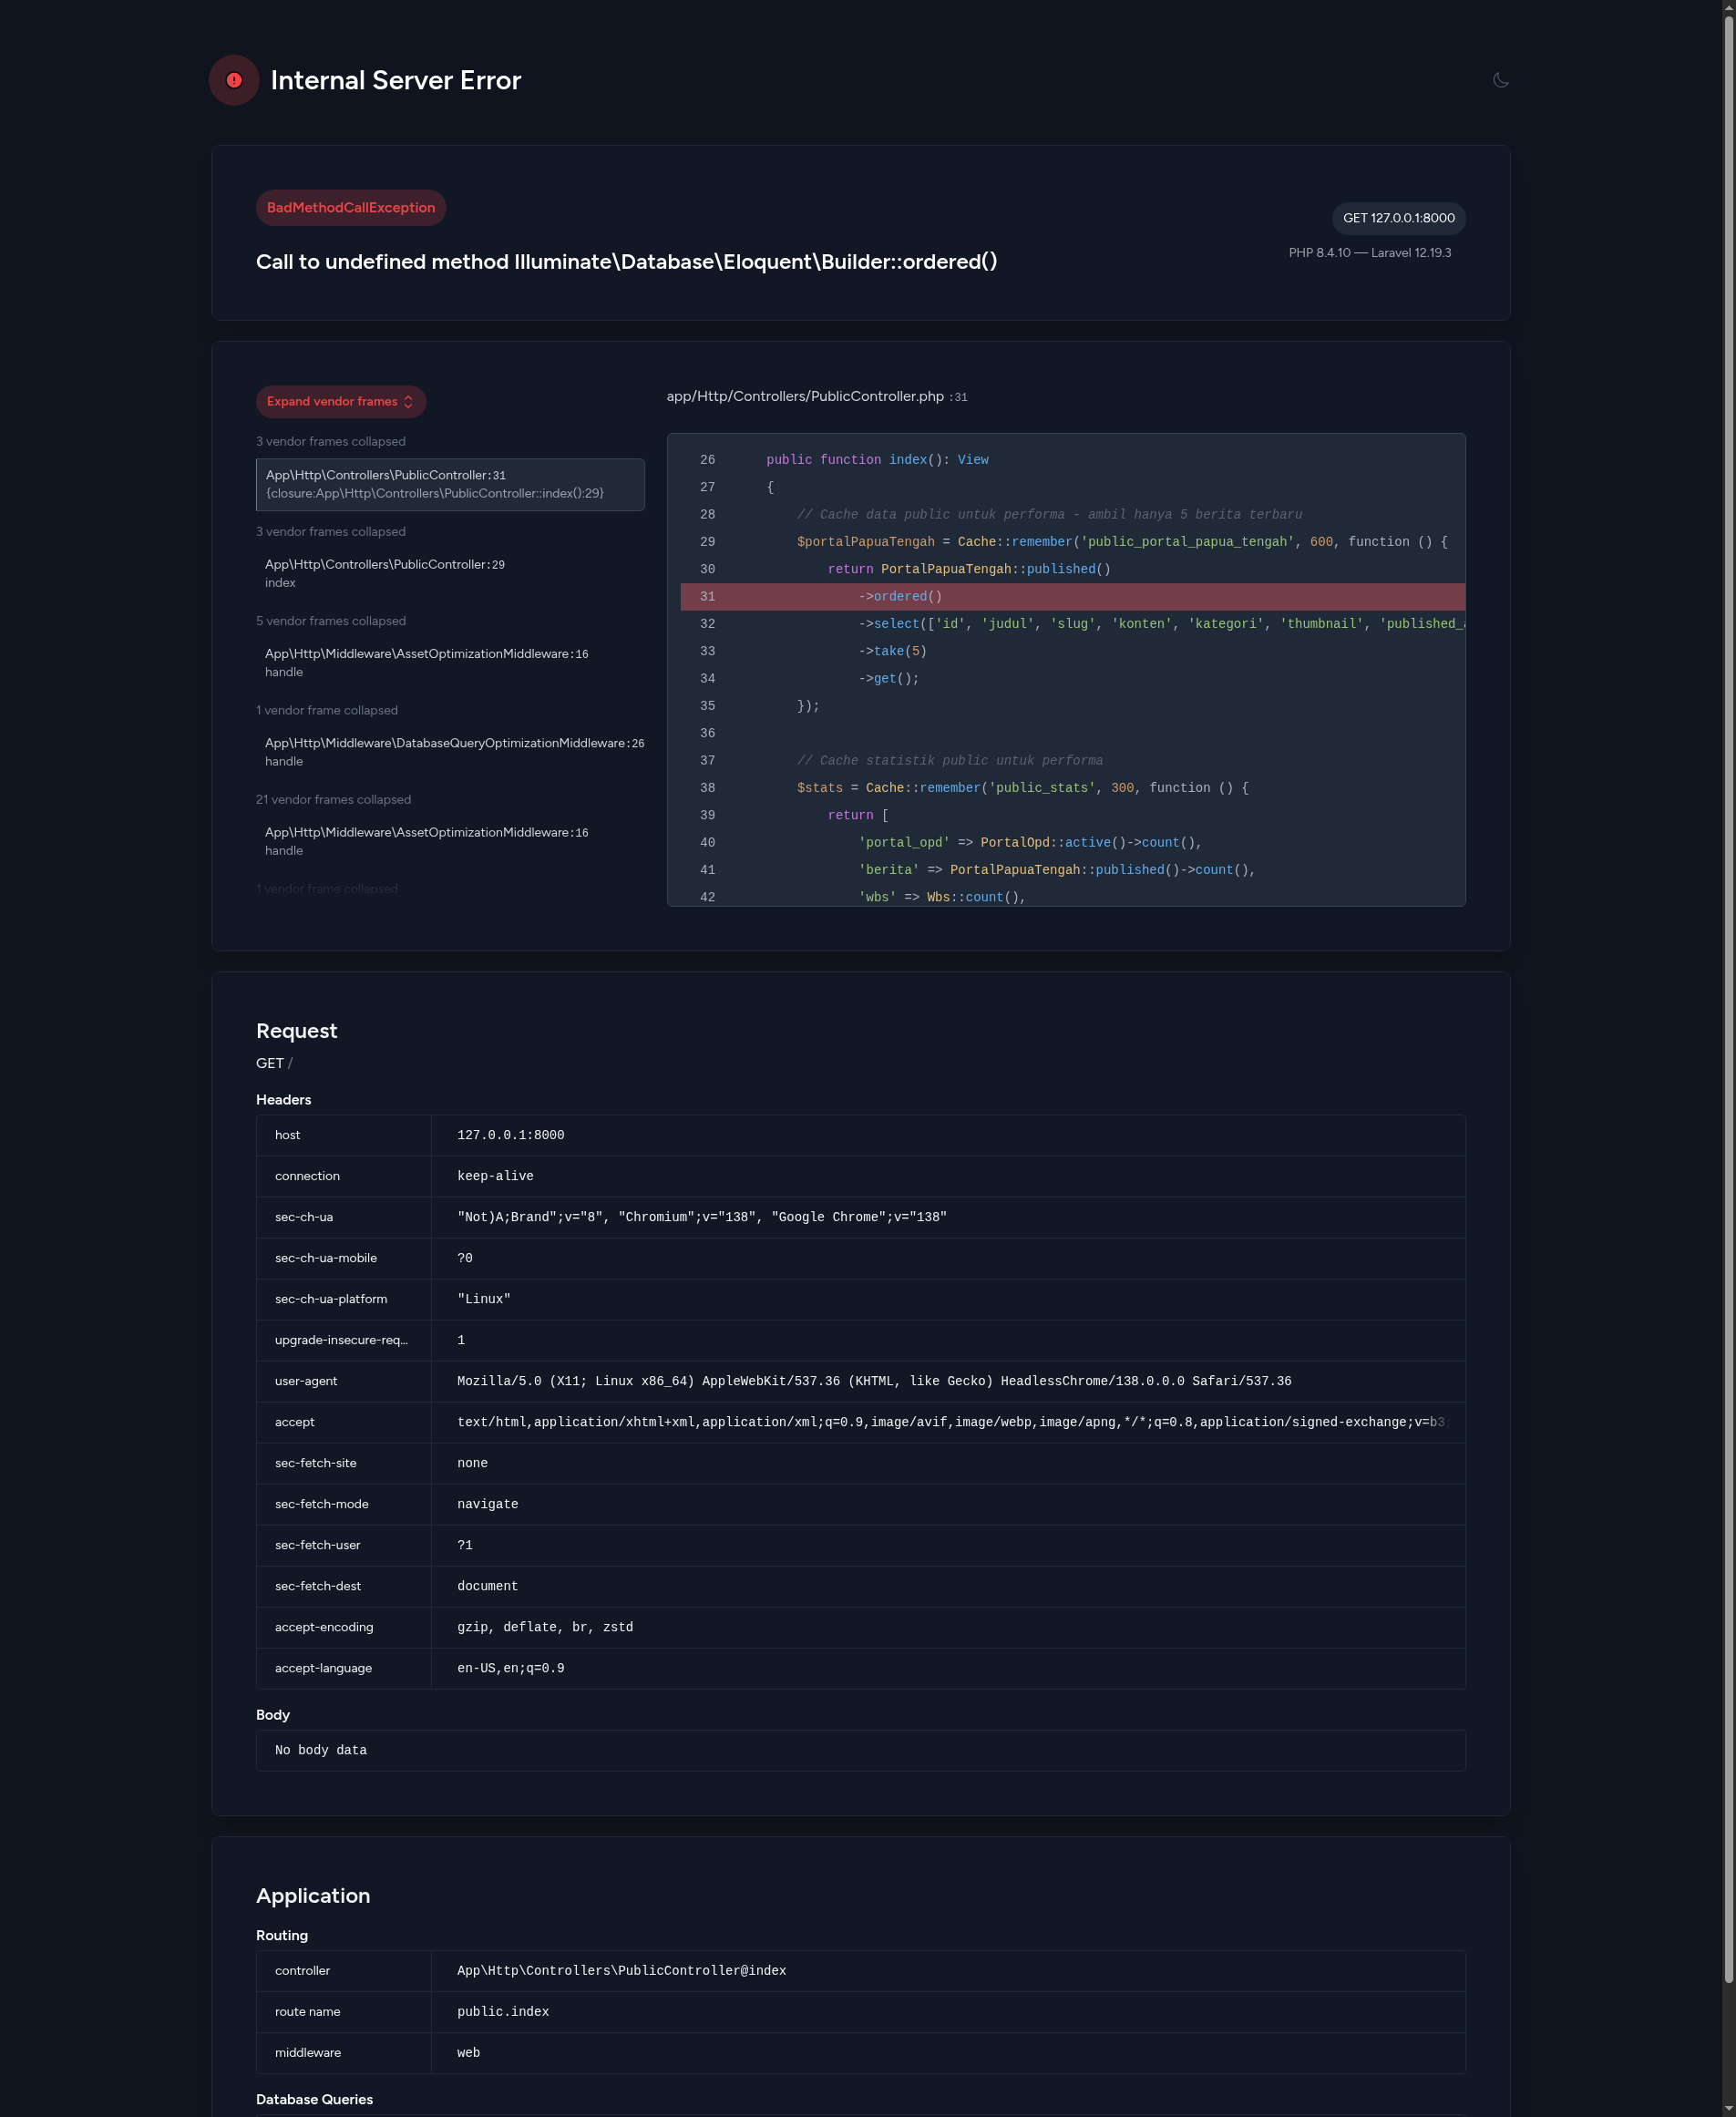 Internal Server Error
BadMethodCallException
GET 127.0.0.1:8000
Call to undefined method Illuminate\Database\Eloquent\Builder::ordered()
PHP 8.4.10 — Laravel 12.19.3
Expand vendor frames
3 vendor frames collapsed
App\Http\Controllers\PublicController:31
{closure:App\Http\Controllers\PublicController::index():29}
3 vendor frames collapsed
App\Http\Controllers\PublicController:29
index
5 vendor frames collapsed
App\Http\Middleware\AssetOptimizationMiddleware:16
handle
1 vendor frame collapsed
App\Http\Middleware\DatabaseQueryOptimizationMiddleware:26
handle
21 vendor frames collapsed
App\Http\Middleware\AssetOptimizationMiddleware:16
handle
1 vendor frame collapsed
app/Http/Controllers/PublicController.php :31
26 public function index(): View
27 {
28 // Cache data public untuk performa - ambil hanya 5 berita terbaru
29 $portalPapuaTengah = Cache::remember('public_portal_papua_tengah', 600, function () {
30 return PortalPapuaTengah::published()
31 ->ordered()
32 ->select(['id', 'judul', 'slug', 'konten', 'kategori', 'thumbnail', 'published_
33 ->take(5)
34 ->get();
35 });
36
37 // Cache statistik public untuk performa
38 $stats = Cache::remember('public_stats', 300, function () {
39 return [
40 'portal_opd' => PortalOpd::active()->count(),
41 'berita' => PortalPapuaTengah::published()->count(),
42 'wbs' => Wbs::count(),
Request
GET /
Headers
host 127.0.0.1:8000
connection keep-alive
sec-ch-ua "Not)A;Brand";v="8", "Chromium";v="138", "Google Chrome";v="138"
sec-ch-ua-mobile ?0
sec-ch-ua-platform "Linux"
upgrade-insecure-req... 1
user-agent Mozilla/5.0 (X11; Linux x86_64) AppleWebKit/537.36 (KHTML, like Gecko) HeadlessChrome/138.0.0.0 Safari/537.36
accept text/html,application/xhtml+xml,application/xml;q=0.9,image/avif,image/webp,image/apng,*/*;q=0.8,application/signed-exchange;v=b3;
sec-fetch-site none
sec-fetch-mode navigate
sec-fetch-user ?1
sec-fetch-dest document
accept-encoding gzip, deflate, br, zstd
accept-language en-US,en;q=0.9
Body
No body data
Application
Routing
controller App\Http\Controllers\PublicController@index
route name public.index
middleware web
Database Queries